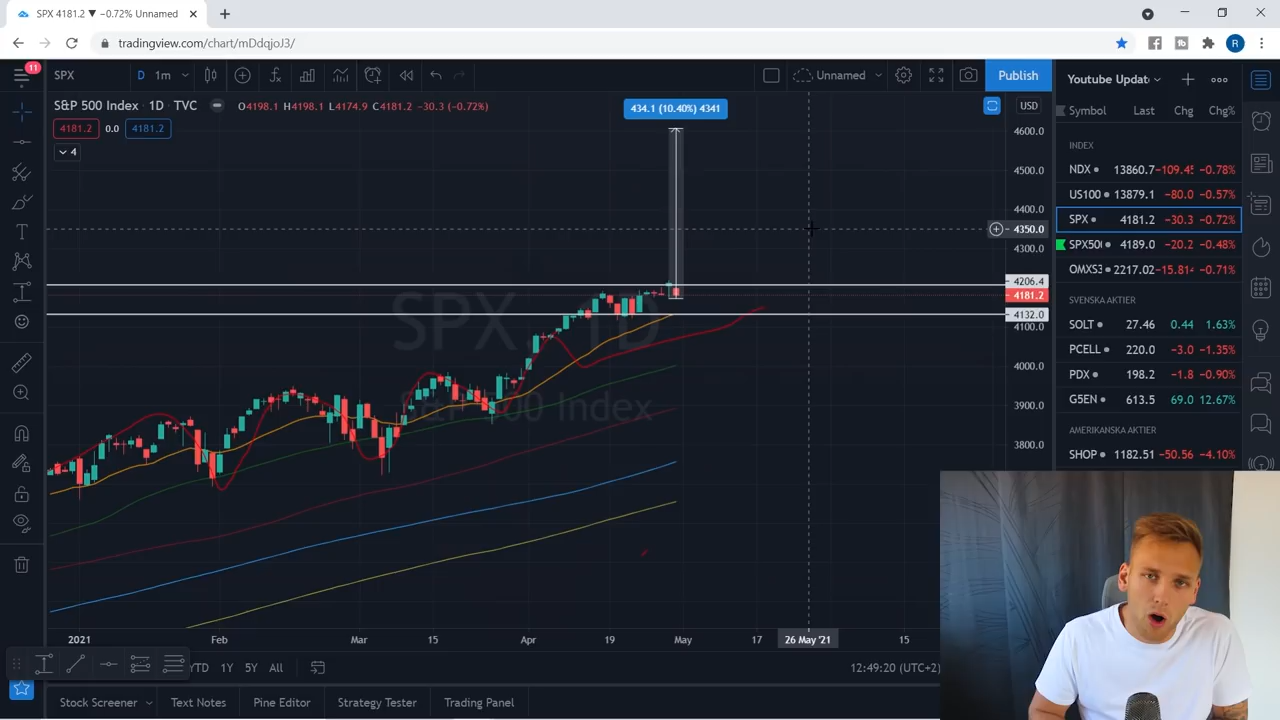 SPX 4181.2 ▼ −0.72% Unnamed
tradingview.com/chart/mDdqjoJ3/
R
11
SPX
D 1m
Unnamed
Publish
Youtube Updat
S&P 500 Index · 1D · TVC O4198.1 H4198.1 L4174.9 C4181.2 −30.3 (−0.72%)
4181.2 0.0 4181.2
4
434.1 (10.40%) 4341
USD
4600.0
4500.0
4400.0
4350.0
4300.0
4206.4
4181.2
4132.0
4100.0
4000.0
3900.0
3800.0
SPX, 1D
S&P 500 Index
Symbol Last Chg Chg%
INDEX
NDX 13860.7 −109.45 −0.78%
US100 13879.1 −80.0 −0.57%
SPX 4181.2 −30.3 −0.72%
SPX500 4189.0 −20.2 −0.48%
OMXS3 2217.02 −15.814 −0.71%
SVENSKA AKTIER
SOLT 27.46 0.44 1.63%
PCELL 220.0 −3.0 −1.35%
PDX 198.2 −1.8 −0.90%
G5EN 613.5 69.0 12.67%
AMERIKANSKA AKTIER
SHOP 1182.51 −50.56 −4.10%
2021 Feb Mar 15 Apr 19 May 17 26 May '21 15
YTD 1Y 5Y All
12:49:20 (UTC+2)
Stock Screener Text Notes Pine Editor Strategy Tester Trading Panel